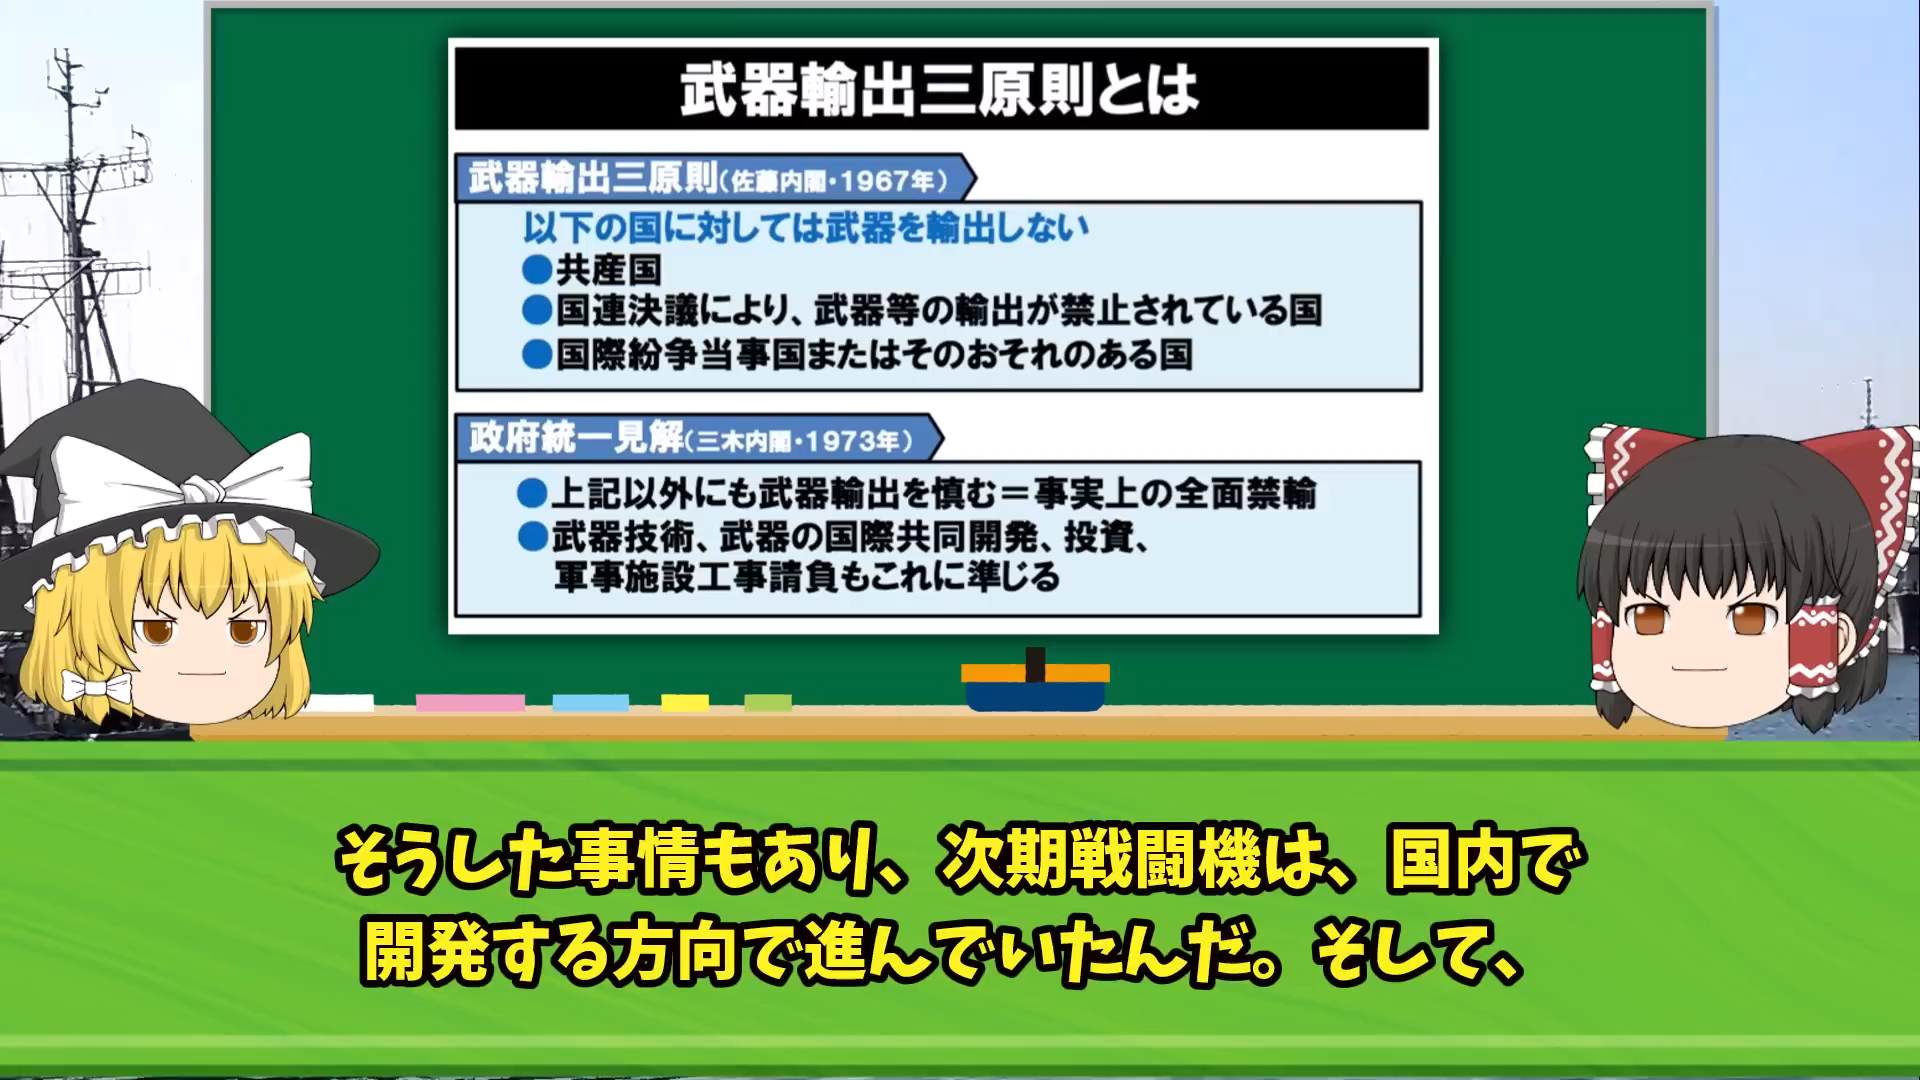 武器輸出三原則とは
武器輸出三原則(佐藤内閣・1967年)
以下の国に対しては武器を輸出しない
●共産国
●国連決議により、武器等の輸出が禁止されている国
●国際紛争当事国またはそのおそれのある国
政府統一見解(三木内閣・1973年)
●上記以外にも武器輸出を慎む＝事実上の全面禁輸
●武器技術、武器の国際共同開発、投資、
軍事施設工事請負もこれに準じる
そうした事情もあり、次期戦闘機は、国内で
開発する方向で進んでいたんだ。そして、